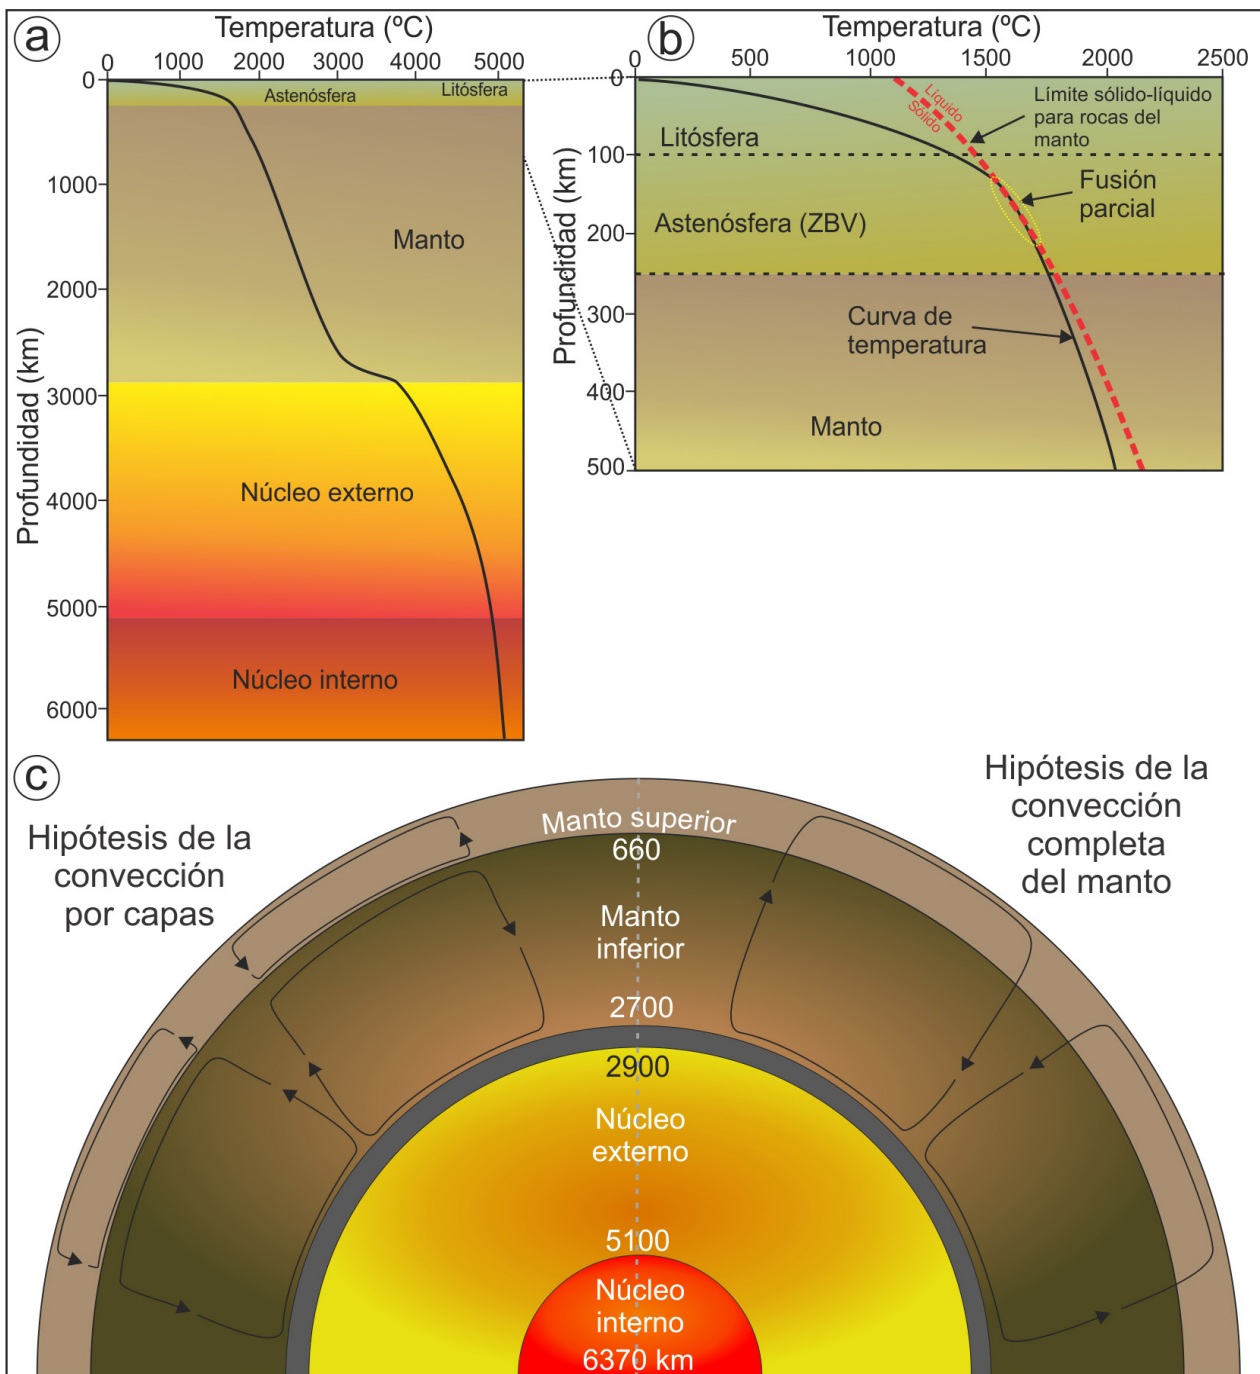 a
Temperatura (ºC)
0
1000
2000
3000
4000
5000
0
1000
2000
3000
4000
5000
6000
Profundidad (km)
Astenósfera
Litósfera
Manto
Núcleo externo
Núcleo interno
b
Temperatura (ºC)
0
500
1000
1500
2000
2500
0
100
200
300
400
500
Profundidad (km)
Líquido
Sólido
Límite sólido-líquido
para rocas del
manto
Litósfera
Fusión
parcial
Astenósfera (ZBV)
Curva de
temperatura
Manto
c
Hipótesis de la
convección
por capas
Hipótesis de la
convección
completa
del manto
Manto superior
660
Manto
inferior
2700
2900
Núcleo
externo
5100
Núcleo
interno
6370 km